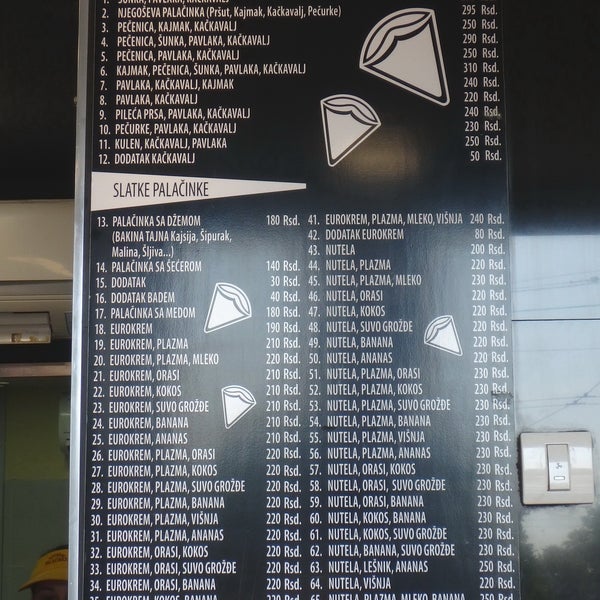 1. ŠUNKA, PAVLAKA, KAČKAVALJ
2. NJEGOŠEVA PALAČINKA (Pršut, Kajmak, Kačkavalj, Pečurke) 295 Rsd.
3. PEČENICA, KAJMAK, KAČKAVALJ 250 Rsd.
4. PEČENICA, ŠUNKA, PAVLAKA, KAČKAVALJ 290 Rsd.
5. PEČENICA, PAVLAKA, KAČKAVALJ 250 Rsd.
6. KAJMAK, PEČENICA, ŠUNKA, PAVLAKA, KAČKAVALJ 310 Rsd.
7. PAVLAKA, KAČKAVALJ, KAJMAK 240 Rsd.
8. PAVLAKA, KAČKAVALJ 220 Rsd.
9. PILEĆA PRSA, PAVLAKA, KAČKAVALJ 240 Rsd.
10. PEČURKE, PAVLAKA, KAČKAVALJ 230 Rsd.
11. KULEN, KAČKAVALJ, PAVLAKA 250 Rsd.
12. DODATAK KAČKAVALJ 50 Rsd.
SLATKE PALAČINKE
13. PALAČINKA SA DŽEMOM 180 Rsd.
(BAKINA TAJNA Kajsija, Šipurak,
Malina, Šljiva...)
14. PALAČINKA SA ŠEĆEROM 140 Rsd.
15. DODATAK 30 Rsd.
16. DODATAK BADEM 40 Rsd.
17. PALAČINKA SA MEDOM 180 Rsd.
18. EUROKREM 190 Rsd.
19. EUROKREM, PLAZMA 210 Rsd.
20. EUROKREM, PLAZMA, MLEKO 220 Rsd.
21. EUROKREM, ORASI 210 Rsd.
22. EUROKREM, KOKOS 210 Rsd.
23. EUROKREM, SUVO GROŽĐE 210 Rsd.
24. EUROKREM, BANANA 210 Rsd.
25. EUROKREM, ANANAS 210 Rsd.
26. EUROKREM, PLAZMA, ORASI 220 Rsd.
27. EUROKREM, PLAZMA, KOKOS 220 Rsd.
28. EUROKREM, PLAZMA, SUVO GROŽĐE 220 Rsd.
29. EUROKREM, PLAZMA, BANANA 220 Rsd.
30. EUROKREM, PLAZMA, VIŠNJA 220 Rsd.
31. EUROKREM, PLAZMA, ANANAS 220 Rsd.
32. EUROKREM, ORASI, KOKOS 220 Rsd.
33. EUROKREM, ORASI, SUVO GROŽĐE 220 Rsd.
34. EUROKREM, ORASI, BANANA 220 Rsd.
35. EUROKREM, KOKOS, BANANA 220 Rsd.
41. EUROKREM, PLAZMA, MLEKO, VIŠNJA 240 Rsd.
42. DODATAK EUROKREM 80 Rsd.
43. NUTELA 200 Rsd.
44. NUTELA, PLAZMA 220 Rsd.
45. NUTELA, PLAZMA, MLEKO 230 Rsd.
46. NUTELA, ORASI 220 Rsd.
47. NUTELA, KOKOS 220 Rsd.
48. NUTELA, SUVO GROŽĐE 220 Rsd.
49. NUTELA, BANANA 220 Rsd.
50. NUTELA, ANANAS 220 Rsd.
51. NUTELA, PLAZMA, ORASI 230 Rsd.
52. NUTELA, PLAZMA, KOKOS 230 Rsd.
53. NUTELA, PLAZMA, SUVO GROŽĐE 230 Rsd.
54. NUTELA, PLAZMA, BANANA 230 Rsd.
55. NUTELA, PLAZMA, VIŠNJA 230 Rsd.
56. NUTELA, PLAZMA, ANANAS 230 Rsd.
57. NUTELA, ORASI, KOKOS 230 Rsd.
58. NUTELA, ORASI, SUVO GROŽĐE 230 Rsd.
59. NUTELA, ORASI, BANANA 230 Rsd.
60. NUTELA, KOKOS, BANANA 230 Rsd.
61. NUTELA, KOKOS, SUVO GROŽĐE 230 Rsd.
62. NUTELA, BANANA, SUVO GROŽĐE 230 Rsd.
63. NUTELA, LEŠNIK, ANANAS 250 Rsd.
64. NUTELA, VIŠNJA 220 Rsd.
65. NUTELA, PLAZMA, MLEKO, BANANA 250 Rsd.